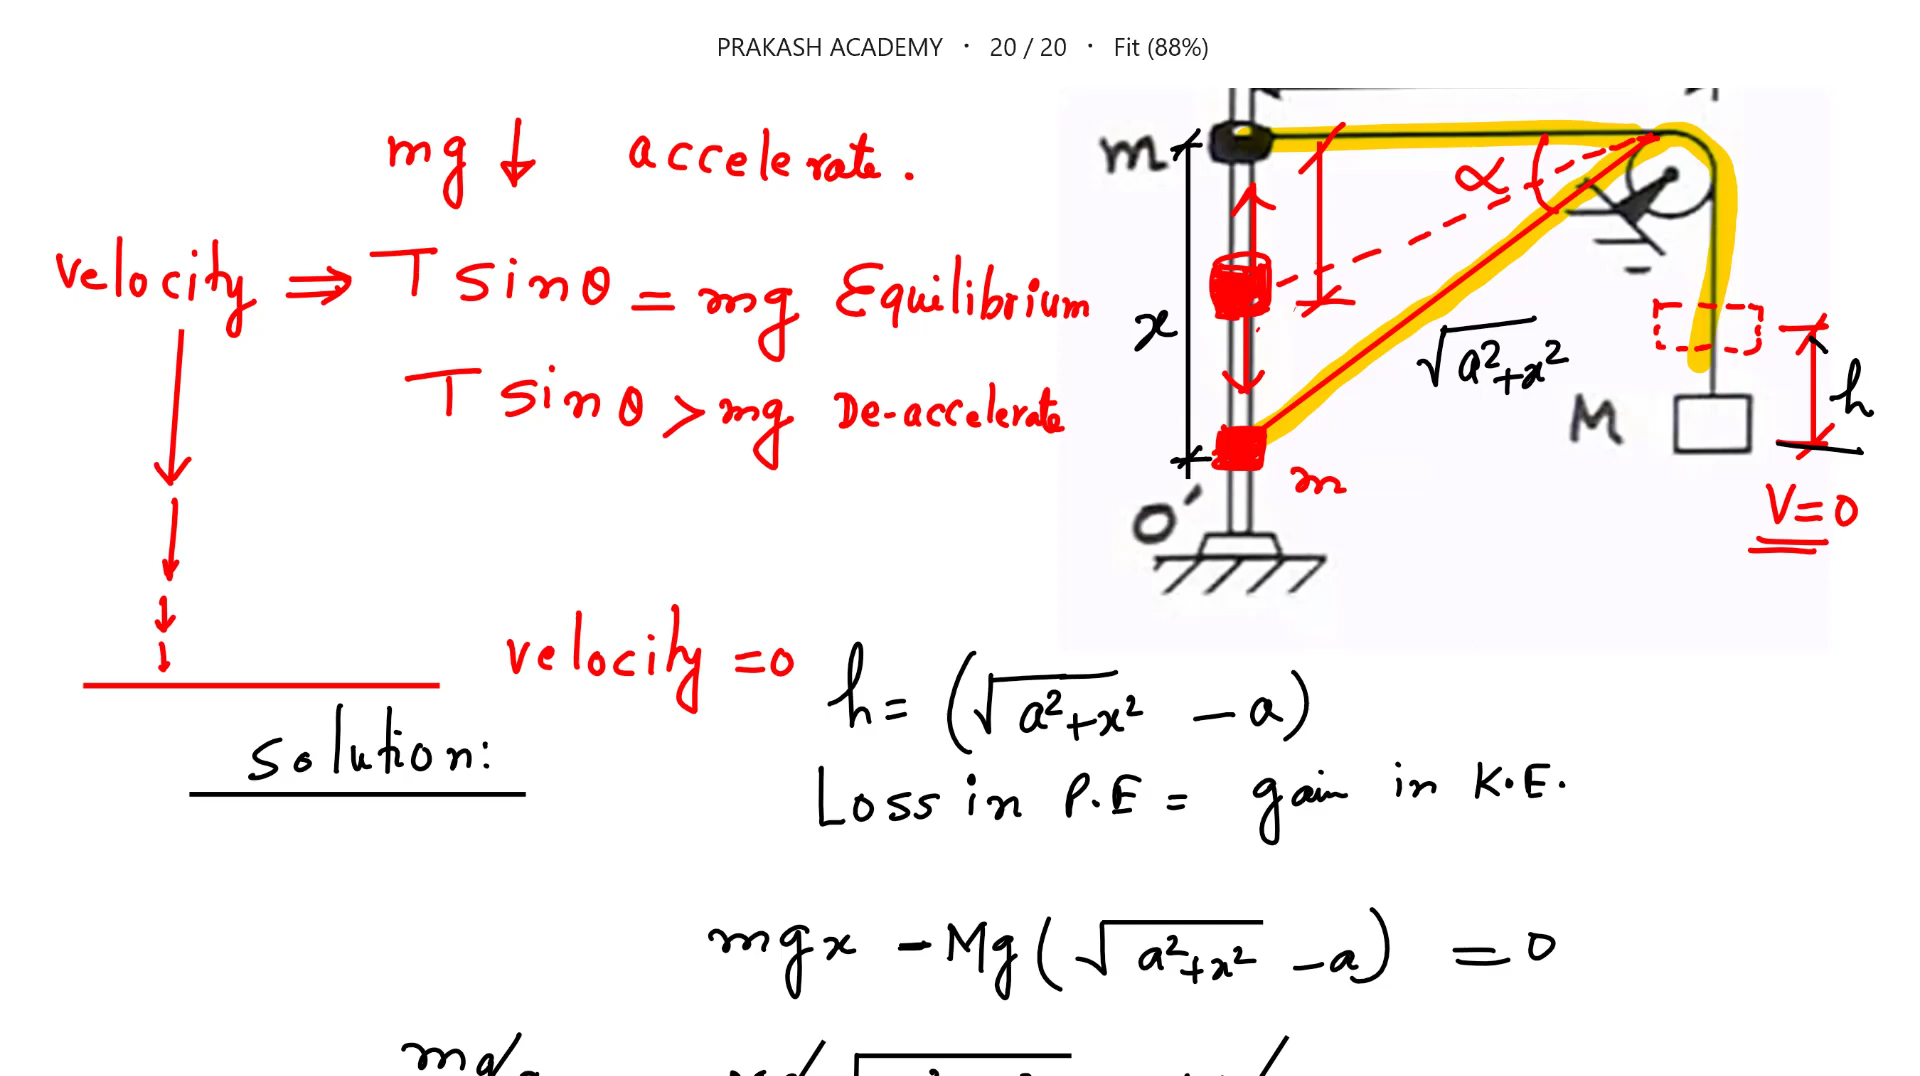 PRAKASH ACADEMY · 20 / 20 · Fit (88%)
mg ↓ accelerate.
velocity ⇒ T sinθ = mg Equilibrium
T sinθ > mg De-accelerate
m
α
x
√a²+x²
M
h
m
O'
V=0
velocity =0
h= (√a²+x² - a)
Solution:
Loss in P.E = gain in K.E.
mgx - Mg(√a²+x² - a) = 0